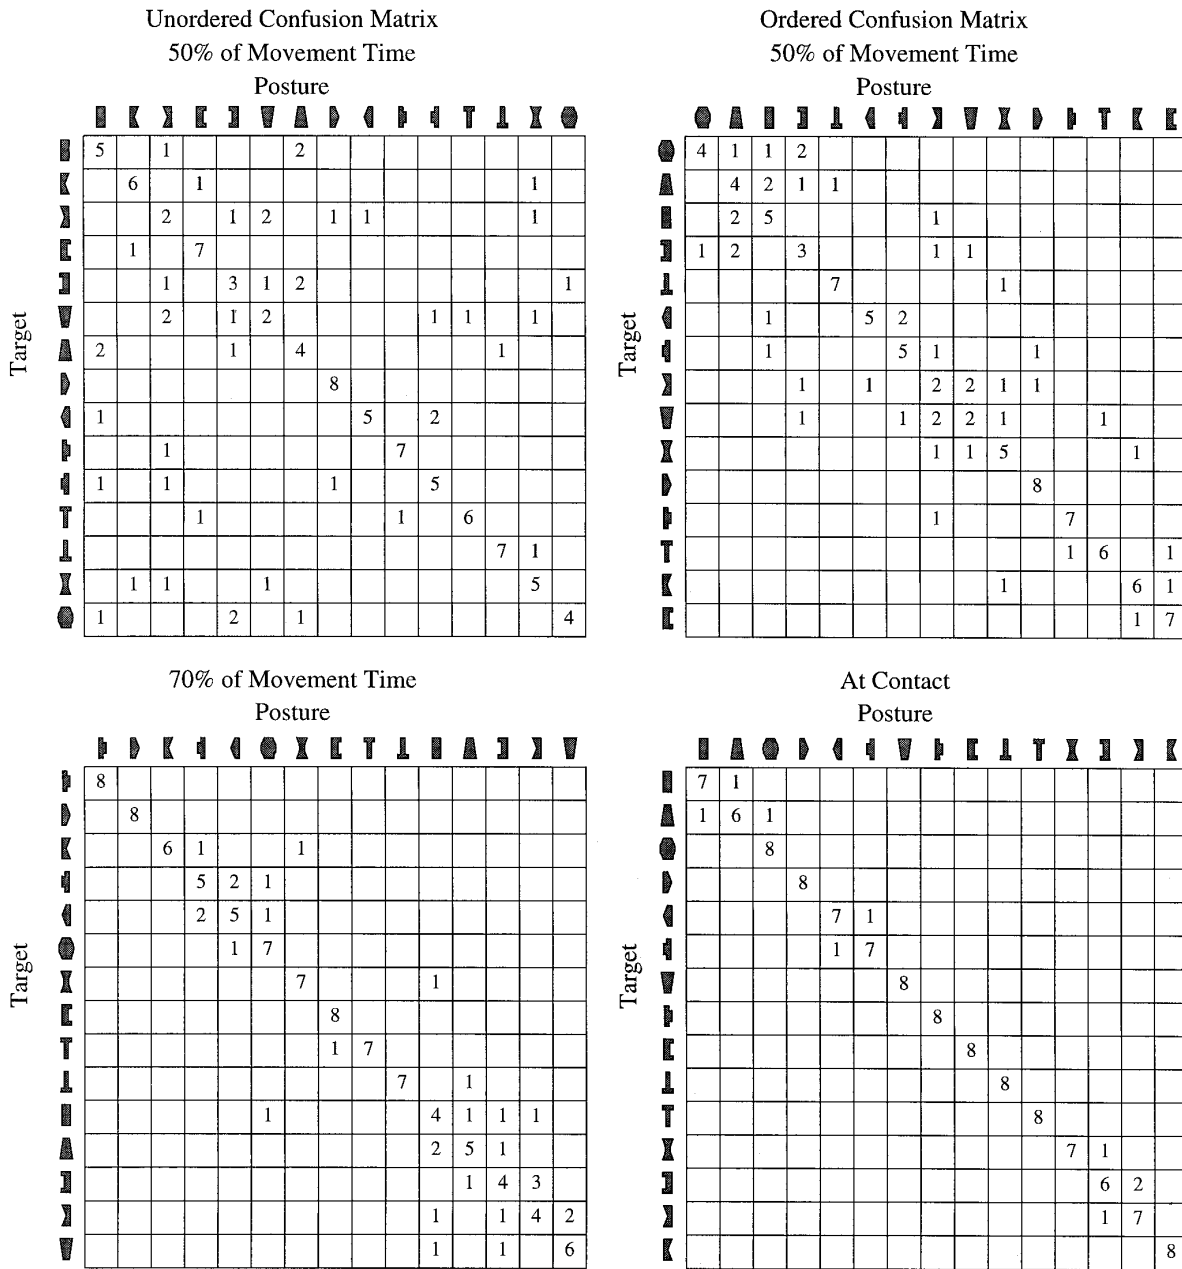 Unordered Confusion Matrix
50% of Movement Time
Posture
Target
5 1 2
6 1 1
2 1 2 1 1 1
1 7
1 3 1 2 1
2 1 2 1 1 1
2 1 4 1
8
1 5 2
1 7
1 1 1 5
1 1 6
7 1
1 1 1 5
1 2 1 4
Ordered Confusion Matrix
50% of Movement Time
Posture
Target
4 1 1 2
4 2 1 1
2 5 1
1 2 3 1 1
7 1
1 5 2
1 5 1 1
1 1 2 2 1 1
1 1 2 2 1 1
1 1 5 1
8
1 7
1 6 1
1 6 1
1 7
70% of Movement Time
Posture
Target
8
8
6 1 1
5 2 1
2 5 1
1 7
7 1
8
1 7
7 1
1 4 1 1 1
2 5 1
1 4 3
1 1 4 2
1 1 6
At Contact
Posture
Target
7 1
1 6 1
8
8
7 1
1 7
8
8
8
8
8
7 1
6 2
1 7
8